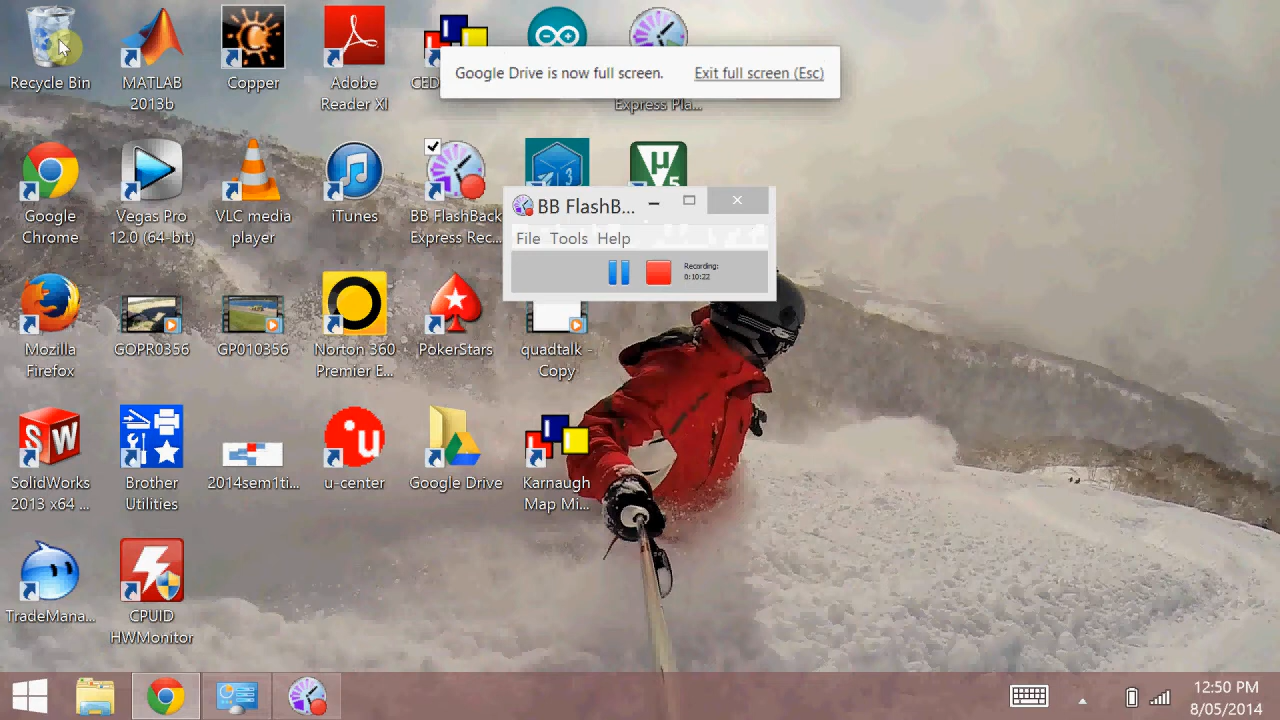 Recycle Bin
MATLAB
2013b
Copper
Adobe
Reader XI
CED
Express Pla...
Google Drive is now full screen.
Exit full screen (Esc)
Google
Chrome
Vegas Pro
12.0 (64-bit)
VLC media
player
iTunes
BB FlashBack
Express Rec...
BB FlashB...
File Tools Help
Recording:
0:10:22
Mozilla
Firefox
GOPR0356
GP010356
Norton 360
Premier E...
PokerStars
quadtalk -
Copy
SolidWorks
2013 x64 ...
Brother
Utilities
2014sem1ti...
u-center
Google Drive
Karnaugh
Map Mi...
TradeMana...
CPUID
HWMonitor
12:50 PM
8/05/2014